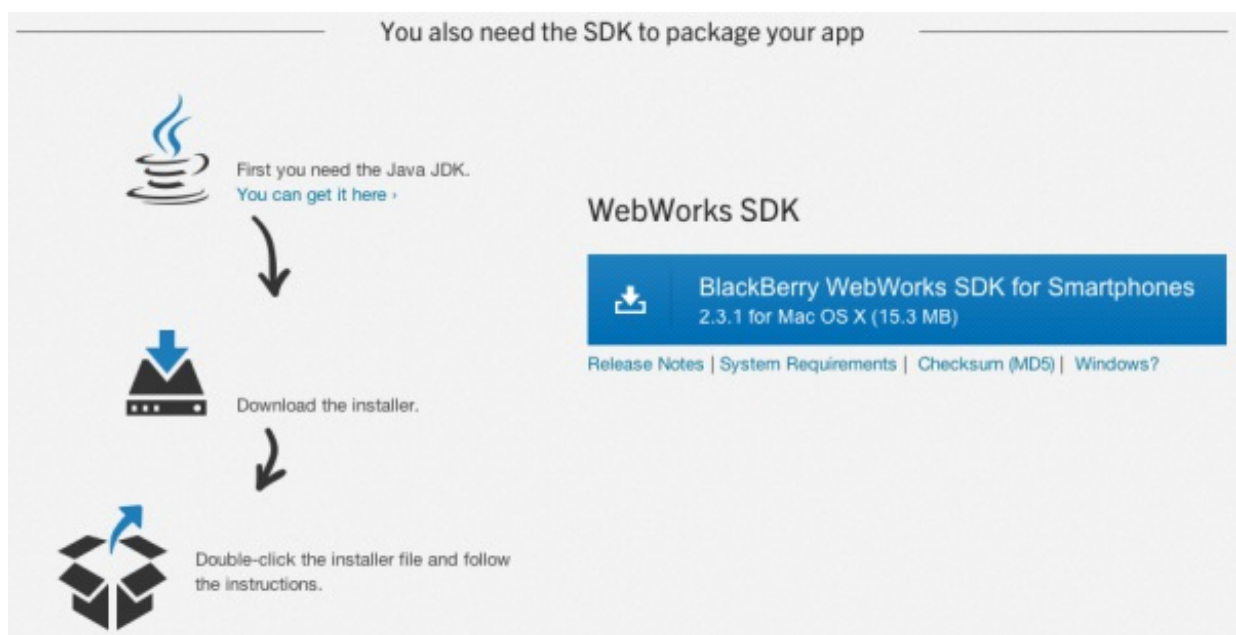 You also need the SDK to package your app
First you need the Java JDK.
You can get it here ›
Download the installer.
Double-click the installer file and follow
the instructions.
WebWorks SDK
BlackBerry WebWorks SDK for Smartphones
2.3.1 for Mac OS X (15.3 MB)
Release Notes | System Requirements | Checksum (MD5) | Windows?